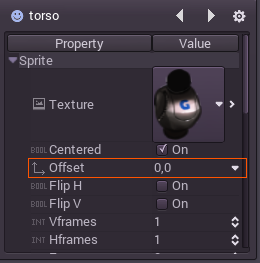 torso
Property Value
Sprite
Texture
G
BOOL Centered On
Offset 0,0
BOOL Flip H On
BOOL Flip V On
INT Vframes 1
INT Hframes 1